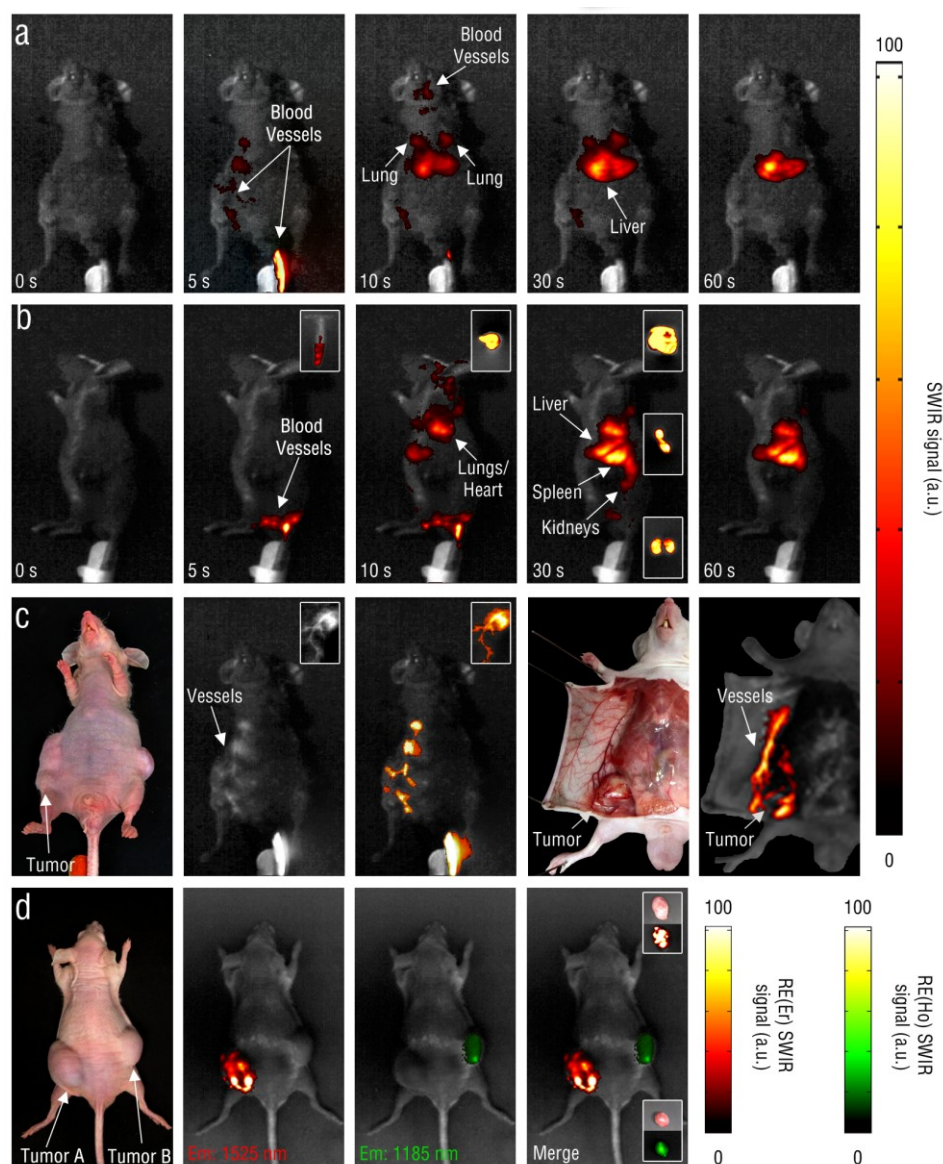 a
Blood
Vessels
Blood
Vessels
Lung
Lung
Liver
0 s
5 s
10 s
30 s
60 s
100
SWIR signal (a.u.)
0
b
Blood
Vessels
Lungs/
Heart
Liver
Spleen
Kidneys
0 s
5 s
10 s
30 s
60 s
c
Tumor
Vessels
Tumor
Vessels
Tumor
d
Tumor A
Tumor B
Em: 1525 nm
Em: 1185 nm
Merge
100
RE(Er) SWIR
signal (a.u.)
0
100
RE(Ho) SWIR
signal (a.u.)
0